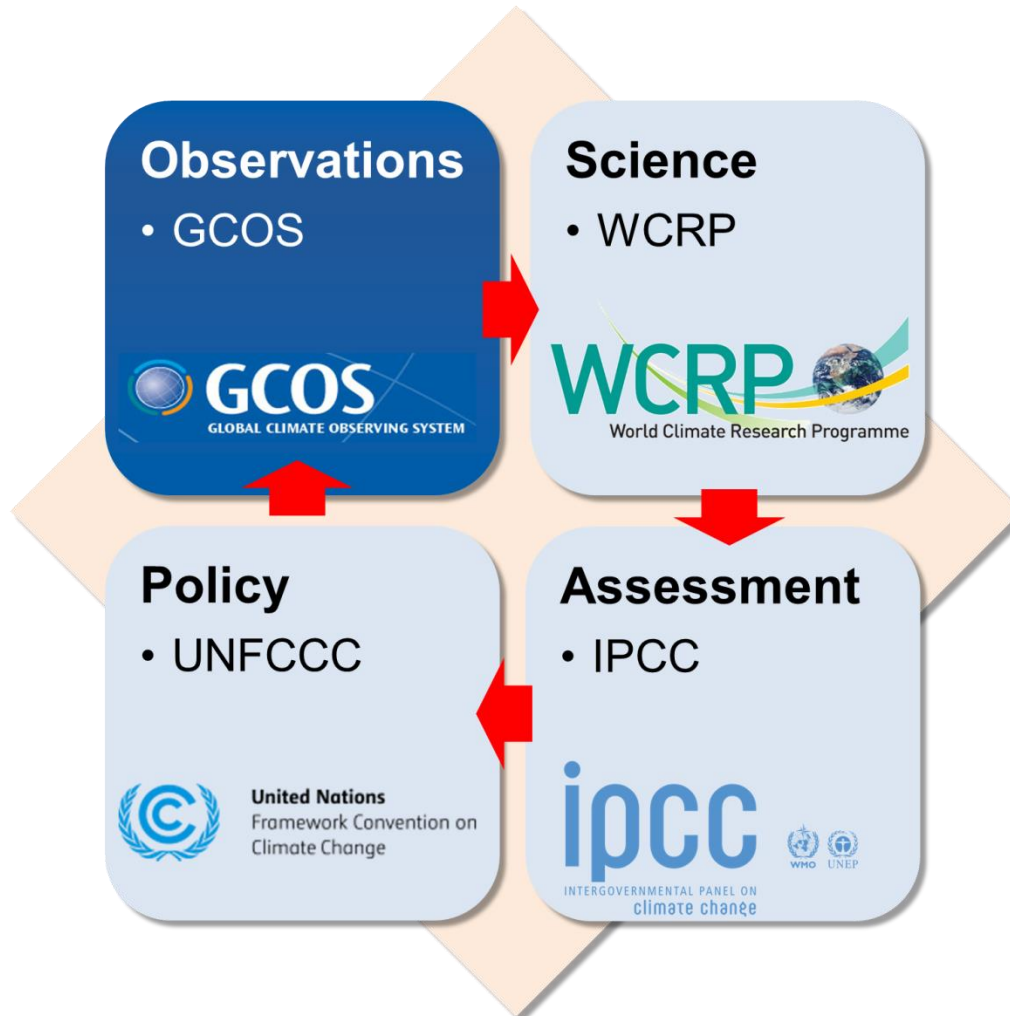 Observations
• GCOS
GCOS
GLOBAL CLIMATE OBSERVING SYSTEM
Science
• WCRP
WCRP
World Climate Research Programme
Policy
• UNFCCC
United Nations
Framework Convention on
Climate Change
Assessment
• IPCC
ipcc
INTERGOVERNMENTAL PANEL ON
climate change
WMO UNEP